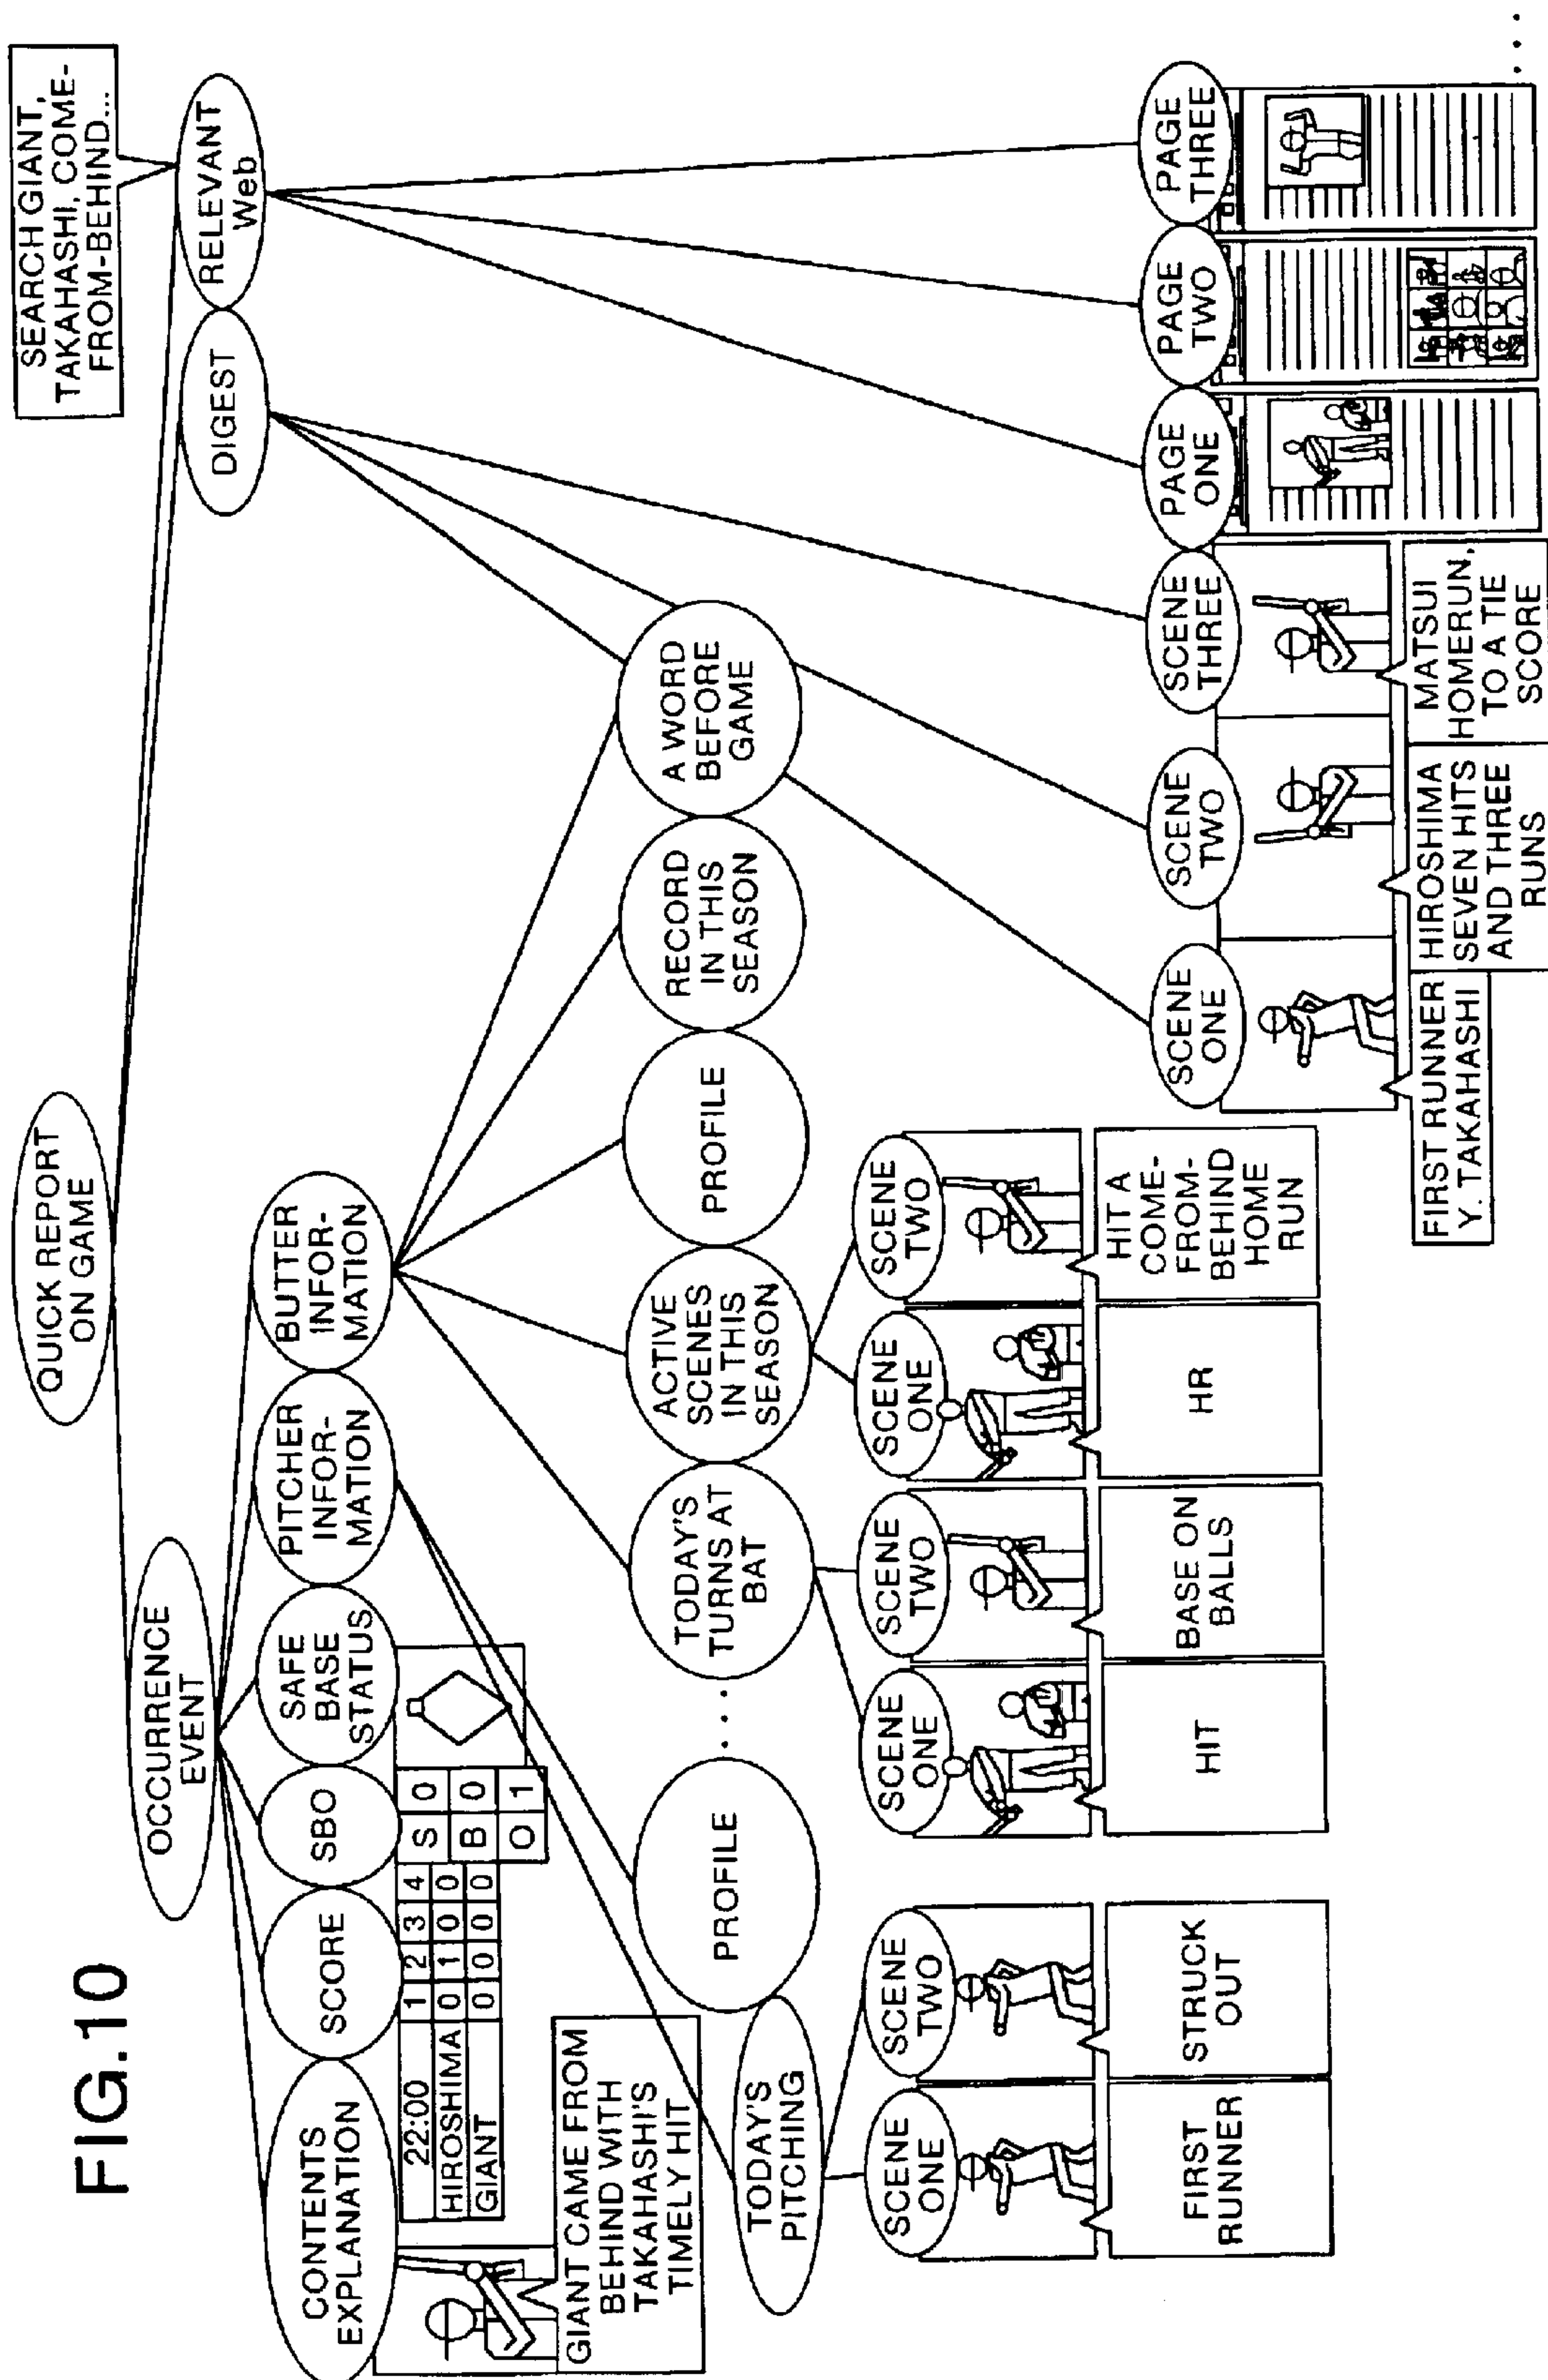 FIG.10
QUICK REPORT
ON GAME
SEARCH GIANT,
TAKAHASHI, COME-
FROM-BEHIND...
OCCURRENCE
EVENT
DIGEST
RELEVANT
Web
CONTENTS
EXPLANATION
SCORE
SBO
SAFE
BASE
STATUS
PITCHER
INFOR-
MATION
BUTTER
INFOR-
MATION
22:00 1 2 3 4
HIROSHIMA 0 1 0 0
GIANT 0 0 0 0
S 0
B 0
O 1
GIANT CAME FROM
BEHIND WITH
TAKAHASHI'S
TIMELY HIT
TODAY'S
PITCHING
PROFILE
....
TODAY'S
TURNS AT
BAT
ACTIVE
SCENES
IN THIS
SEASON
PROFILE
RECORD
IN THIS
SEASON
A WORD
BEFORE
GAME
SCENE
ONE
SCENE
TWO
SCENE
ONE
SCENE
TWO
SCENE
ONE
SCENE
TWO
FIRST
RUNNER
STRUCK
OUT
HIT
BASE ON
BALLS
HR
HIT A
COME-
FROM-
BEHIND
HOME
RUN
SCENE
ONE
SCENE
TWO
SCENE
THREE
PAGE
ONE
PAGE
TWO
PAGE
THREE
FIRST RUNNER
Y. TAKAHASHI
HIROSHIMA
SEVEN HITS
AND THREE
RUNS
MATSUI
HOMERUN,
TO A TIE
SCORE
...